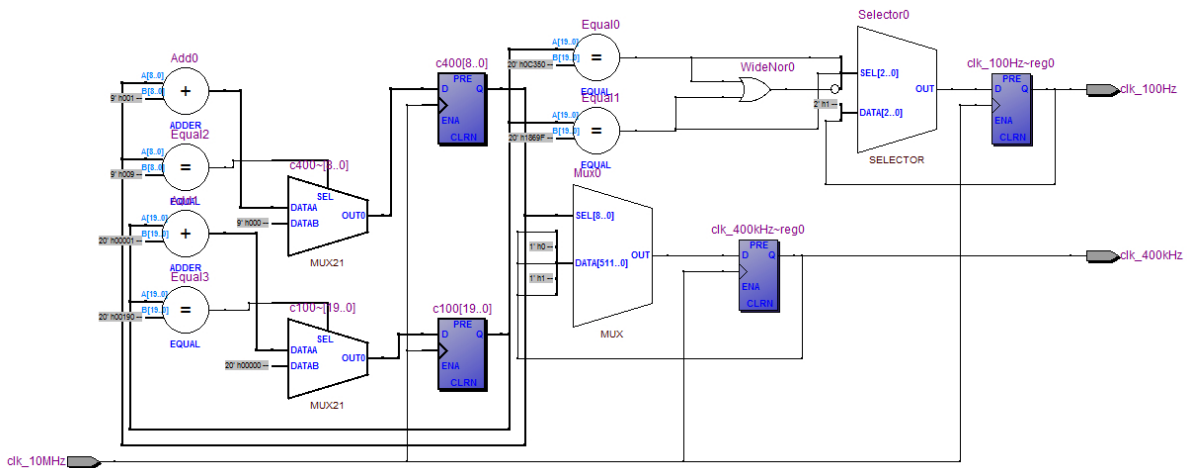 Add0
A[8..0]
B[8..0]
9' h001
+
ADDER
Equal2
A[8..0]
B[8..0]
9' h009
=
EQUAL
Add1
A[19..0]
B[19..0]
20' h00001
+
ADDER
Equal3
A[19..0]
B[19..0]
20' h00190
=
EQUAL
c400~[8..0]
SEL
DATAA
DATAB
OUT0
9' h000
MUX21
c100~[19..0]
SEL
DATAA
DATAB
OUT0
20' h00000
MUX21
c400[8..0]
PRE
D
Q
ENA
CLRN
c100[19..0]
PRE
D
Q
ENA
CLRN
Equal0
A[19..0]
B[19..0]
20' h0C350
=
EQUAL
Equal1
A[19..0]
B[19..0]
20' h1869F
=
EQUAL
WideNor0
Mux0
SEL[8..0]
DATA[511..0]
OUT
1' h0
1' h1
MUX
Selector0
SEL[2..0]
DATA[2..0]
OUT
2' h1
SELECTOR
clk_100Hz~reg0
PRE
D
Q
ENA
CLRN
clk_100Hz
clk_400kHz~reg0
PRE
D
Q
ENA
CLRN
clk_400kHz
clk_10MHz